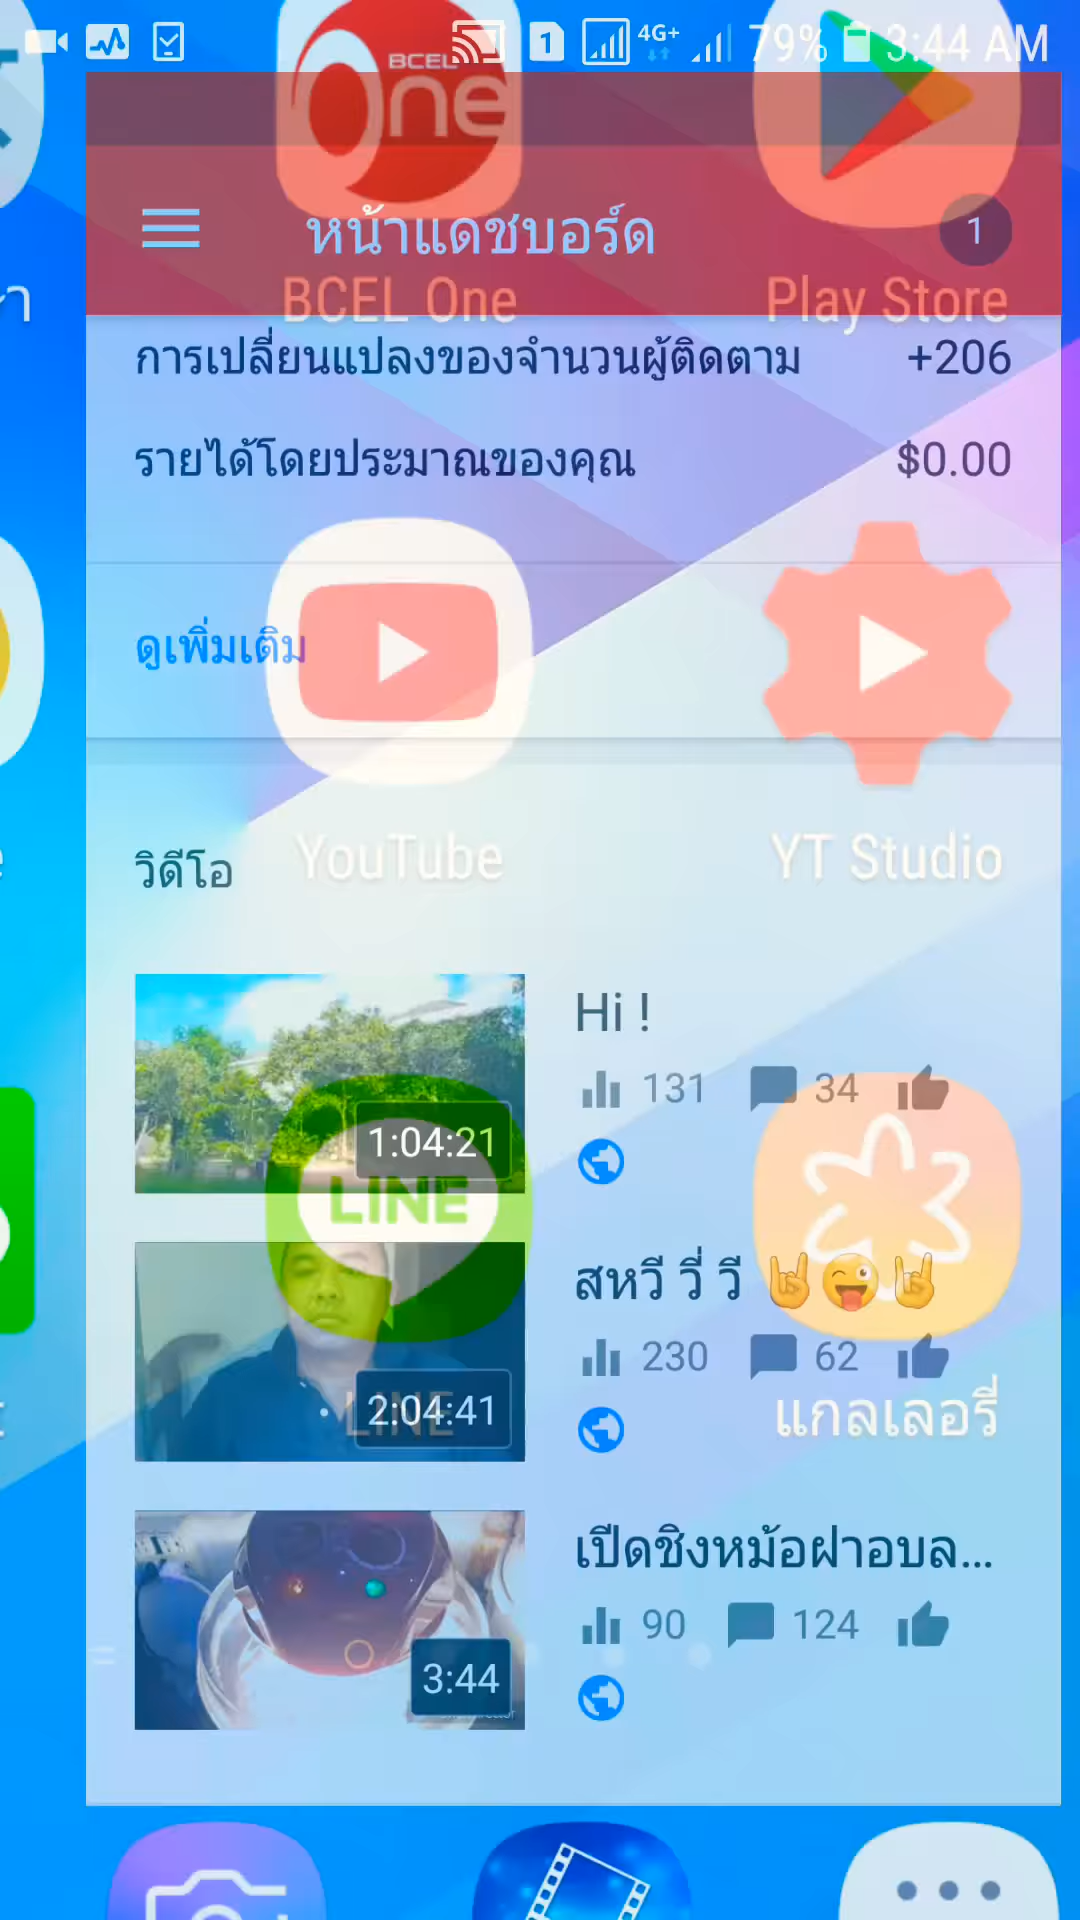 4G+ 79% 3:44 AM
BCEL
One
หน้าแดชบอร์ด 1
BCEL One Play Store
การเปลี่ยนแปลงของจำนวนผู้ติดตาม +206
รายได้โดยประมาณของคุณ $0.00
ดูเพิ่มเติม
YouTube YT Studio
วิดีโอ
Hi !
131 34
1:04:21
LINE
สหวี วี่ วี 🤘😜🤘
230 62
2:04:41
LINE
แกลเลอรี่
เปิดซิงหม้อฝาอบล...
90 124
3:44